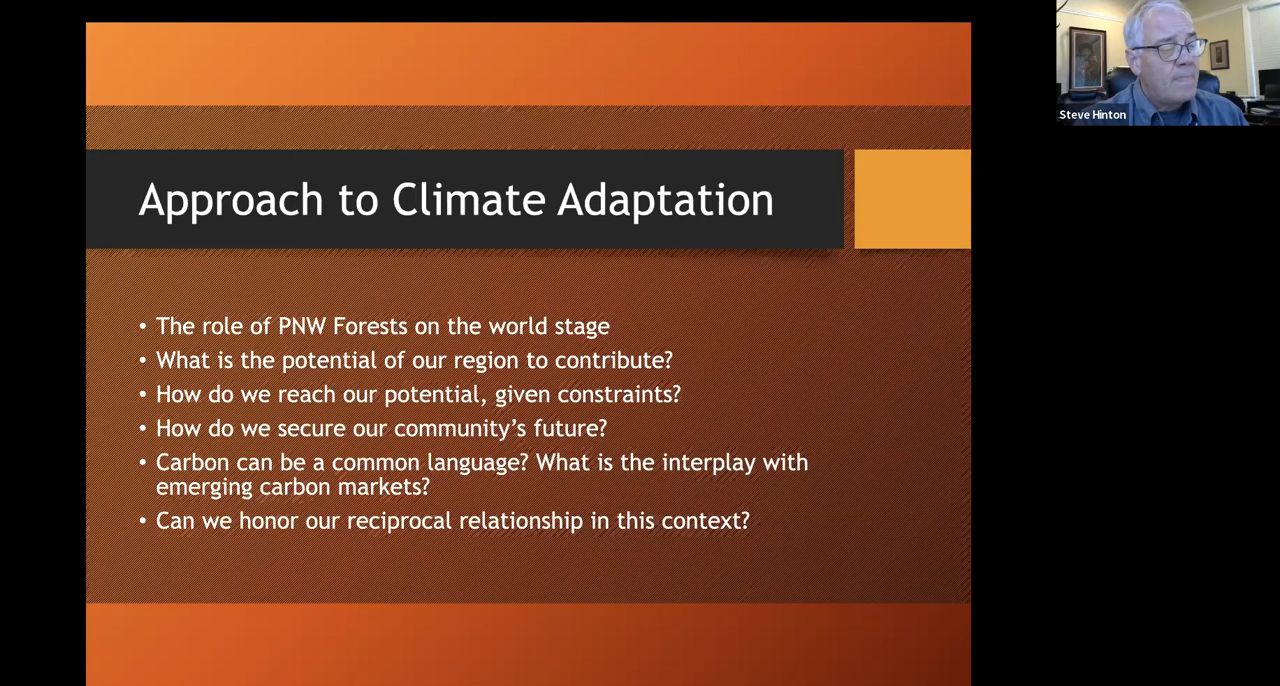 Approach to Climate Adaptation
• The role of PNW Forests on the world stage
• What is the potential of our region to contribute?
• How do we reach our potential, given constraints?
• How do we secure our community’s future?
• Carbon can be a common language? What is the interplay with
emerging carbon markets?
• Can we honor our reciprocal relationship in this context?
Steve Hinton